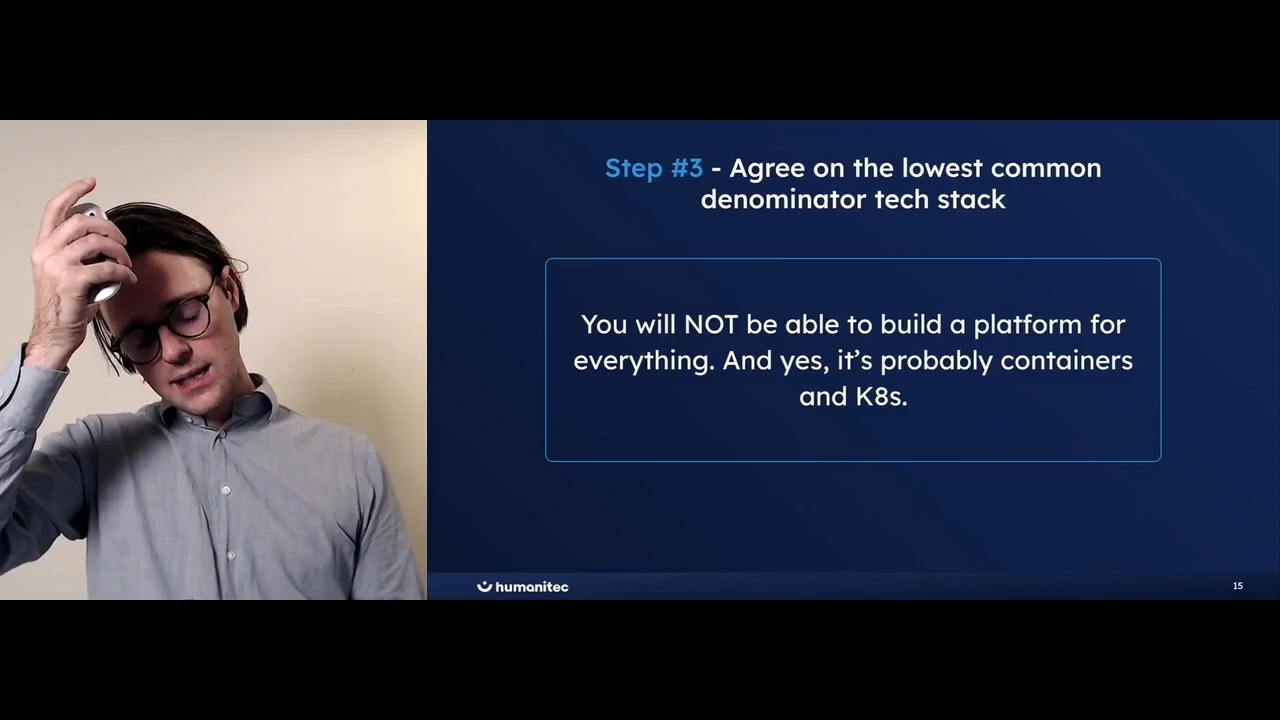 Step #3 - Agree on the lowest common
denominator tech stack
You will NOT be able to build a platform for
everything. And yes, it’s probably containers
and K8s.
humanitec
15